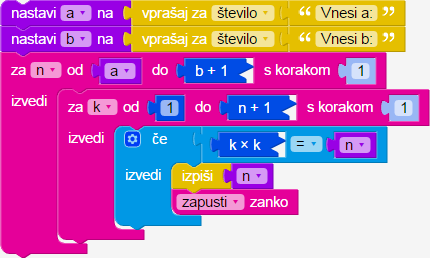 nastavi a na vprašaj za število “ Vnesi a: ”
nastavi b na vprašaj za število “ Vnesi b: ”
za n od a do b + 1 s korakom 1
izvedi za k od 1 do n + 1 s korakom 1
izvedi če k × k = n
izvedi izpiši n
zapusti zanko